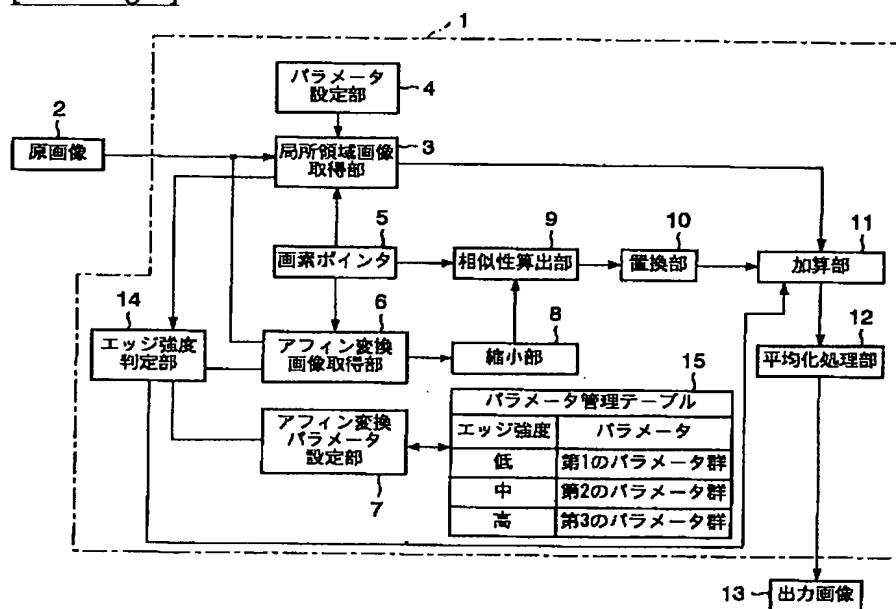 1
パラメータ
設定部
4
2
原画像
局所領域画像
取得部
3
5
画素ポインタ
9
相似性算出部
10
置換部
11
加算部
14
エッジ強度
判定部
6
アフィン変換
画像取得部
8
縮小部
12
平均化処理部
アフィン変換
パラメータ
設定部
7
15
パラメータ管理テーブル
エッジ強度 パラメータ
低 第1のパラメータ群
中 第2のパラメータ群
高 第3のパラメータ群
13 出力画像